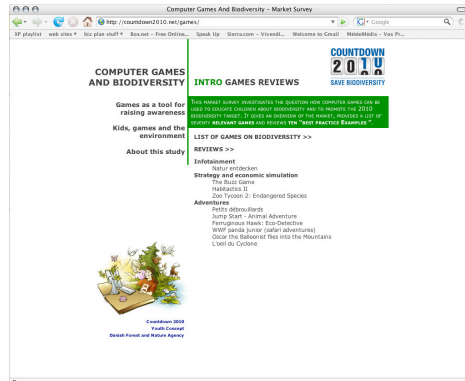 Computer Games And Biodiversity – Market Survey
http://countdown2010.net/games/
Google
SP playlist web sites biz plan stuff Box.net – Free Online... Speak Up Sierra.com – Vivendi... Welcome to Gmail MétéoMédia – Vos Pr...
COUNTDOWN
2010
SAVE BIODIVERSITY
COMPUTER GAMES
AND BIODIVERSITY
INTRO GAMES REVIEWS
Games as a tool for
raising awareness
Kids, games and the
environment
About this study
THIS MARKET SURVEY INVESTIGATES THE QUESTION HOW COMPUTER GAMES CAN BE
USED TO EDUCATE CHILDREN ABOUT BIODIVERSITY AND TO PROMOTE THE 2010
BIODIVERSITY TARGET. IT GIVES AN OVERVIEW OF THE MARKET, PROVIDES A LIST OF
SEVENTY RELEVANT GAMES AND REVIEWS TEN "BEST PRACTICE EXAMPLES ".
LIST OF GAMES ON BIODIVERSITY >>
REVIEWS >>
Infotainment
Natur entdecken
Strategy and economic simulation
The Buzz Game
Habitactics II
Zoo Tycoon 2: Endangered Species
Adventures
Petits débrouillards
Jump Start - Animal Adventure
Ferruginous Hawk: Eco-Detective
WWF panda junior (safari adventures)
Oscar the Balloonist flies into the Mountains
L'oeil du Cyclone
Countdown 2010
Youth Concept
Danish Forest and Nature Agency